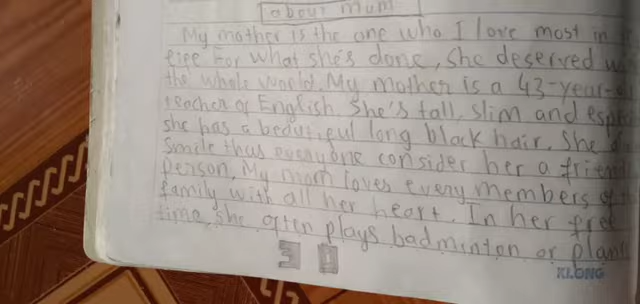 about mum
My mother is the one who I love most in
life for what she's done, she deserved
the whole world. My mother is a 43-year-
teacher of English. She's tall, slim and
she has a beautiful long black hair. She
smile thus everyone consider her a
person. My mom loves every members of
family with all her heart. In her free
time, she often plays badminton or
KLONG